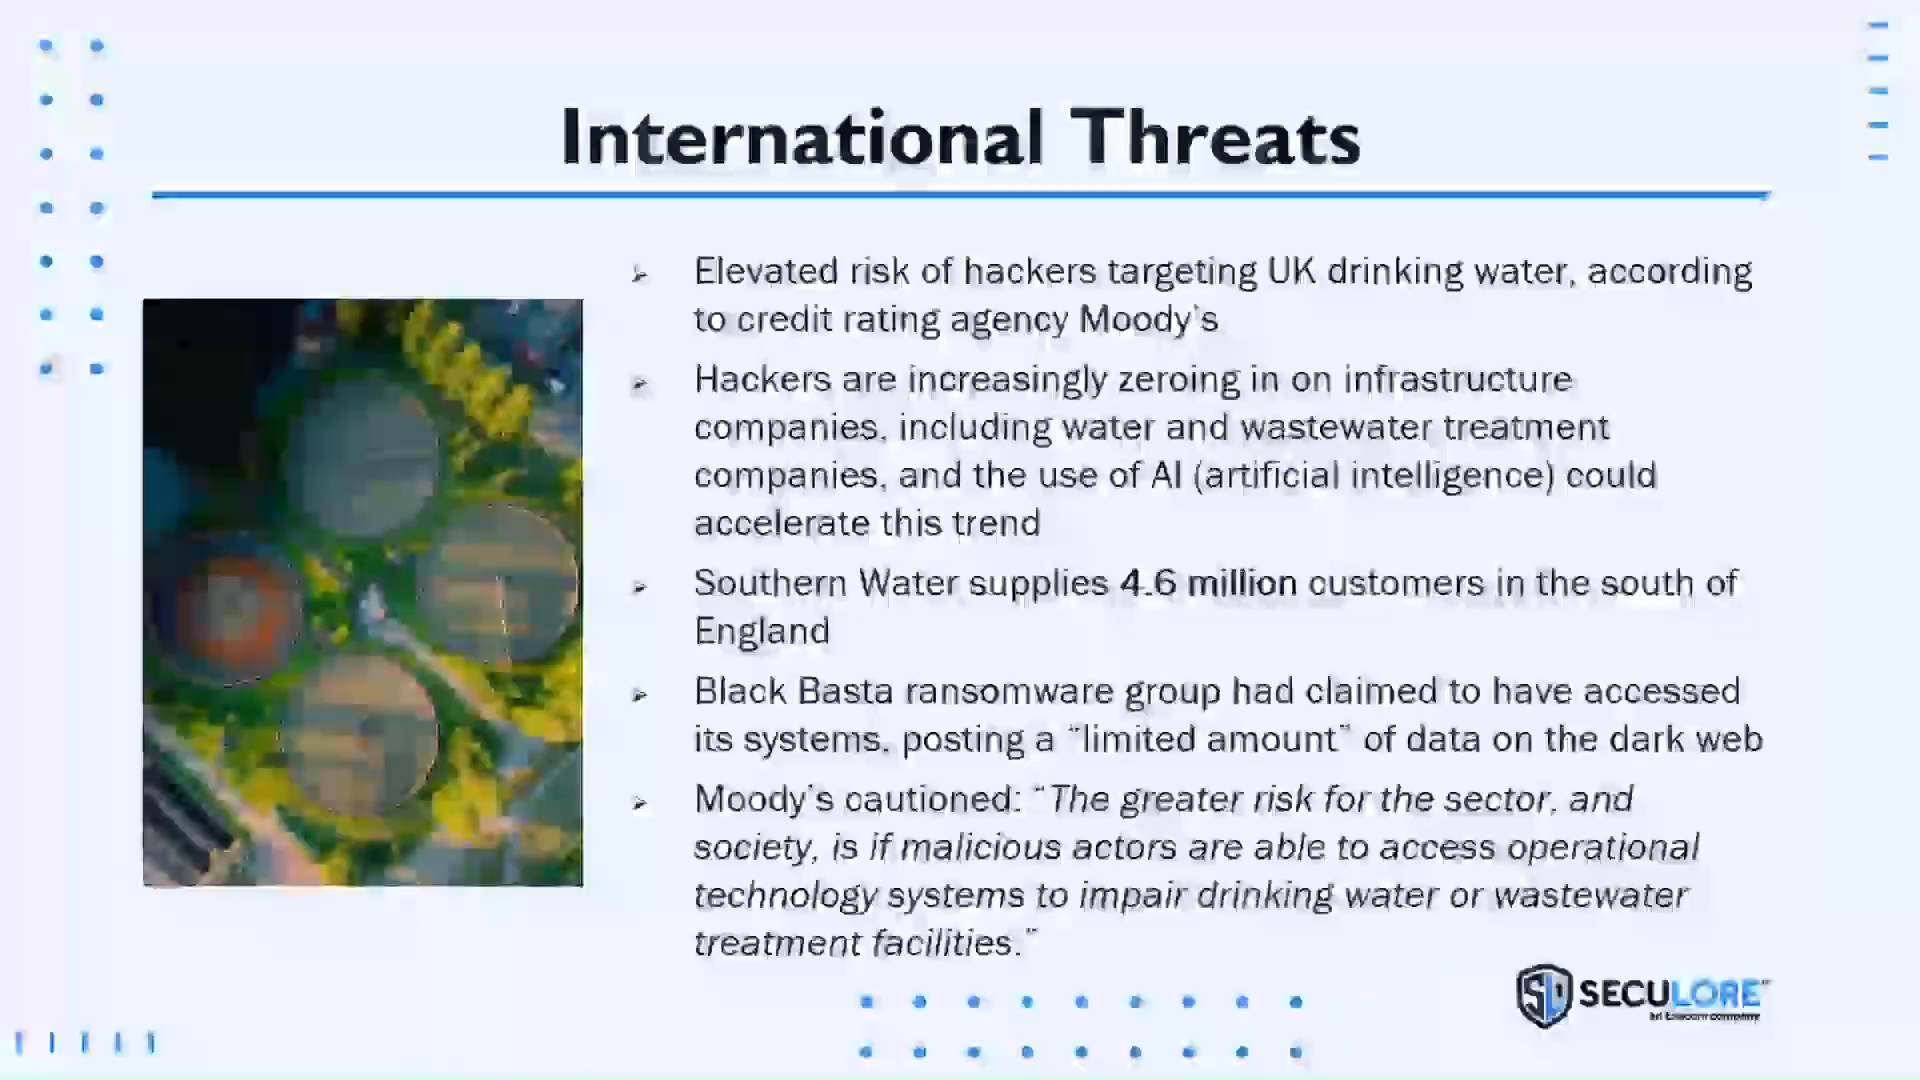 International Threats
Elevated risk of hackers targeting UK drinking water, according
to credit rating agency Moody's
Hackers are increasingly zeroing in on infrastructure
companies, including water and wastewater treatment
companies, and the use of AI (artificial intelligence) could
accelerate this trend
Southern Water supplies 4.6 million customers in the south of
England
Black Basta ransomware group had claimed to have accessed
its systems, posting a "limited amount" of data on the dark web
Moody's cautioned: "The greater risk for the sector, and
society, is if malicious actors are able to access operational
technology systems to impair drinking water or wastewater
treatment facilities."
SECULORE
an Exacom company